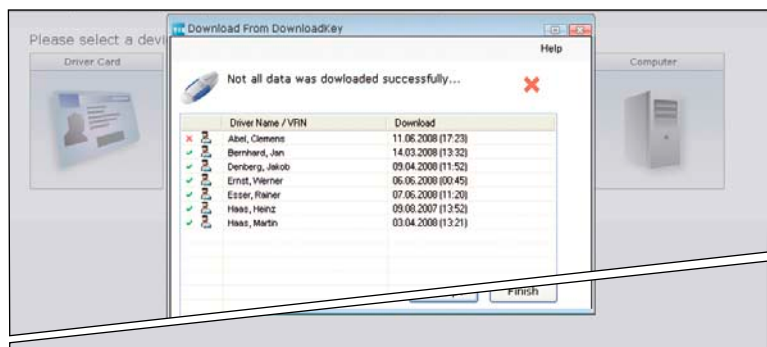 Download From DownloadKey
Please select a devi
Help
Driver Card
Computer
Not all data was dowloaded successfully...
Driver Name / VRN Download
Abel, Clemens 11.06.2008 (17:23)
Bernhard, Jan 14.03.2008 (13:32)
Denberg, Jakob 09.04.2008 (11:52)
Ernst, Werner 06.06.2008 (00:45)
Esser, Rainer 07.06.2008 (11:20)
Haas, Heinz 09.08.2007 (13:52)
Haas, Martin 03.04.2008 (13:21)
Finish